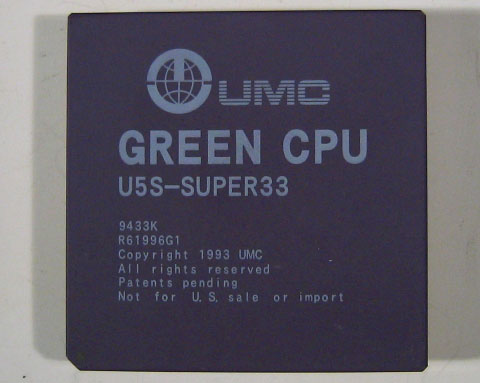 UMC
GREEN CPU
U5S-SUPER33
9433K
R61996G1
Copyright 1993 UMC
All rights reserved
Patents pending
Not for U.S. sale or import